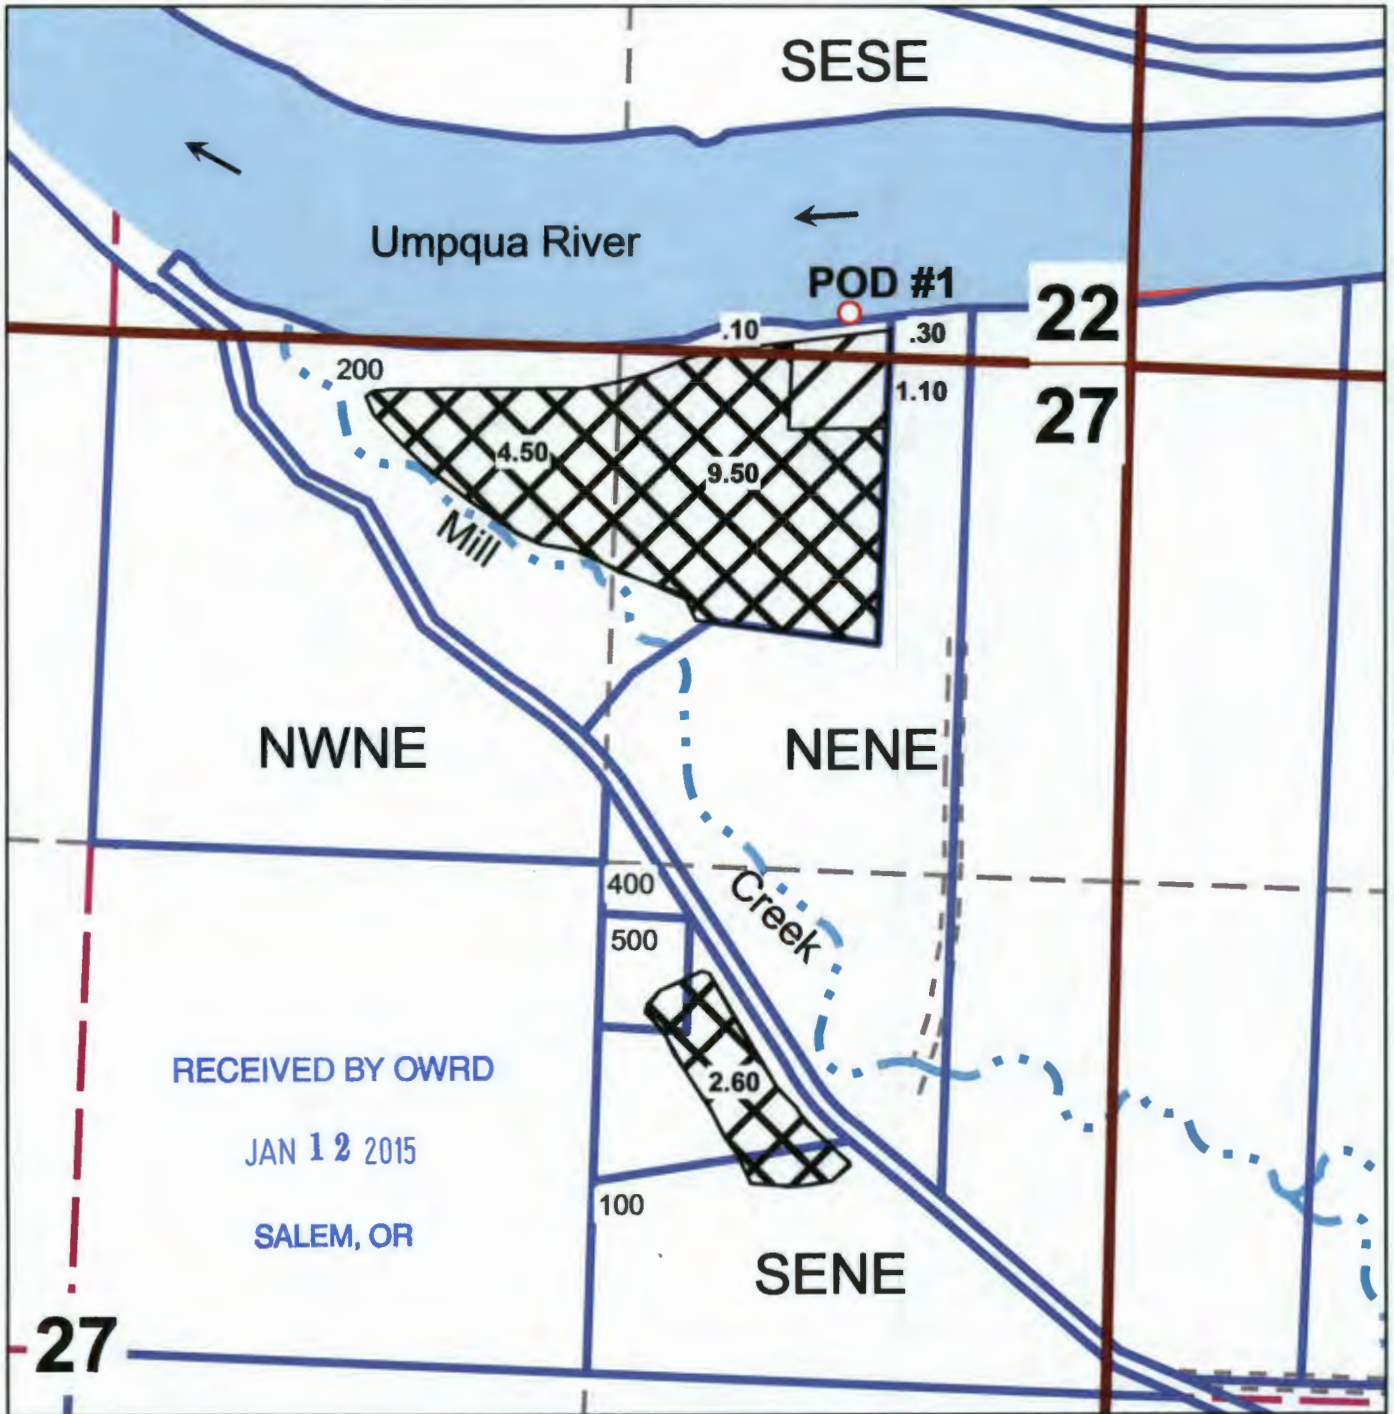 SESE
Umpqua River
POD #1
22
.10
.30
200
1.10
27
4.50
9.50
Mill
NWNE
NENE
400
Creek
500
RECEIVED BY OWRD
2.60
JAN 12 2015
100
SALEM, OR
SENE
27